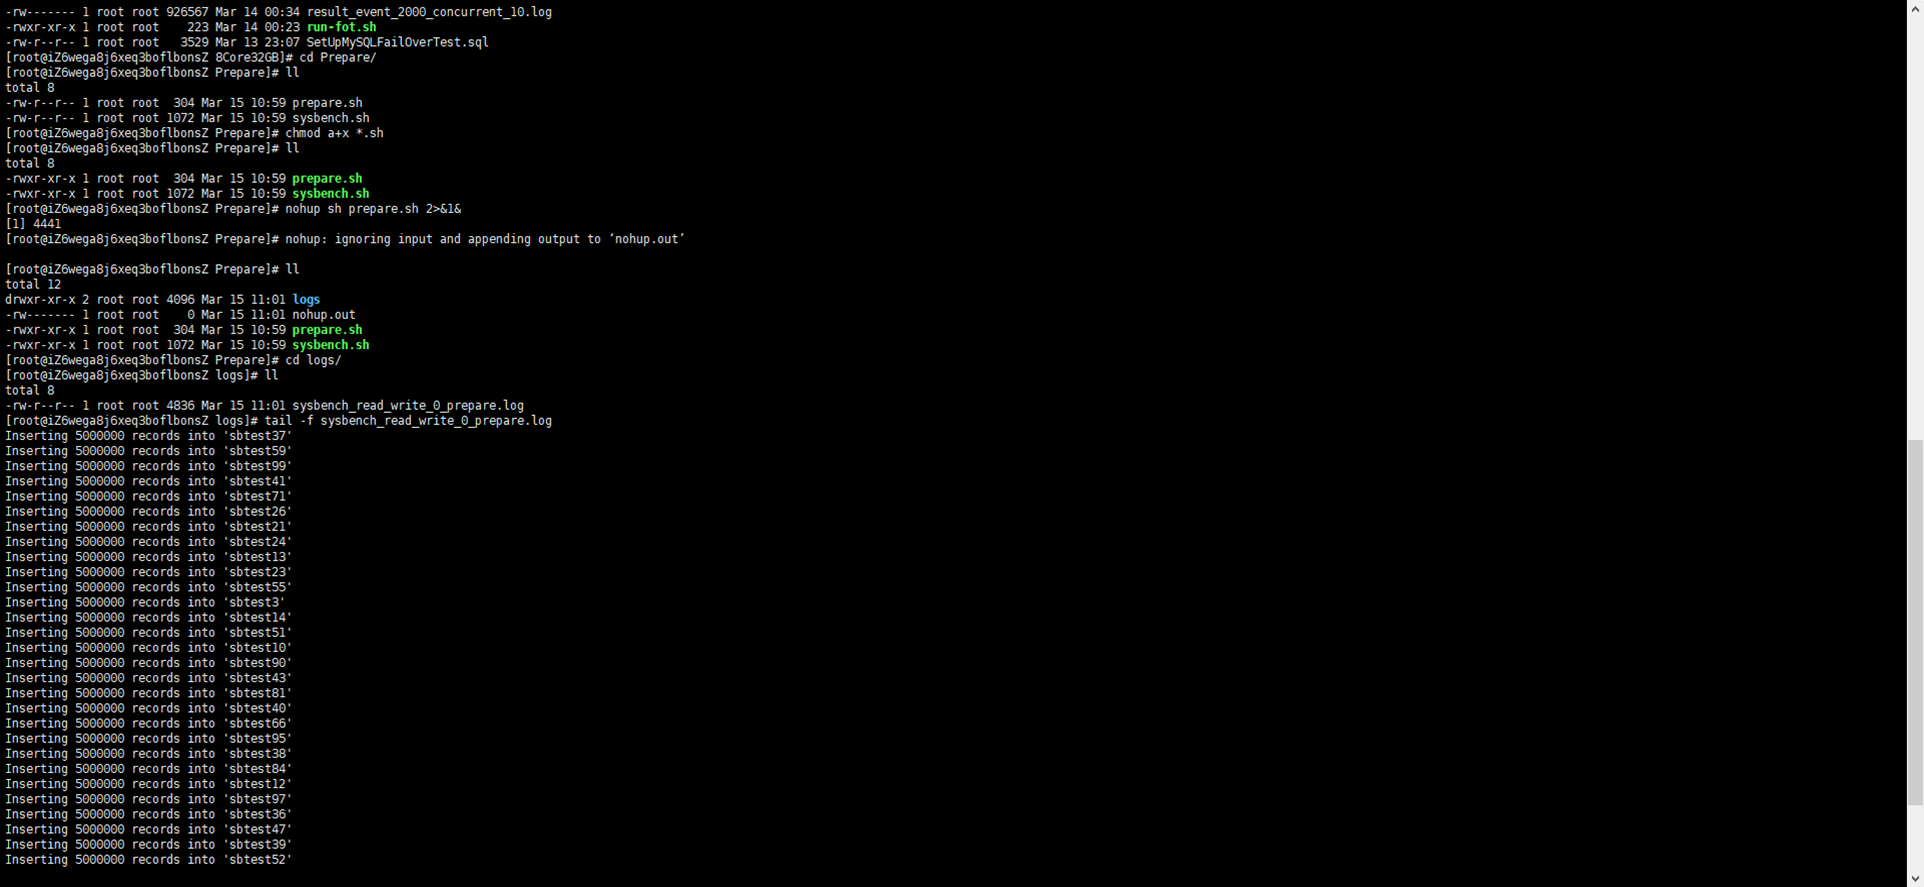 -rw------- 1 root root 926567 Mar 14 00:34 result_event_2000_concurrent_10.log
-rwxr-xr-x 1 root root    223 Mar 14 00:23 run-fot.sh
-rw-r--r-- 1 root root   3529 Mar 13 23:07 SetUpMySQLFailOverTest.sql
[root@iZ6wega8j6xeq3boflbonsZ 8Core32GB]# cd Prepare/
[root@iZ6wega8j6xeq3boflbonsZ Prepare]# ll
total 8
-rw-r--r-- 1 root root  304 Mar 15 10:59 prepare.sh
-rw-r--r-- 1 root root 1072 Mar 15 10:59 sysbench.sh
[root@iZ6wega8j6xeq3boflbonsZ Prepare]# chmod a+x *.sh
[root@iZ6wega8j6xeq3boflbonsZ Prepare]# ll
total 8
-rwxr-xr-x 1 root root  304 Mar 15 10:59 prepare.sh
-rwxr-xr-x 1 root root 1072 Mar 15 10:59 sysbench.sh
[root@iZ6wega8j6xeq3boflbonsZ Prepare]# nohup sh prepare.sh 2>&1&
[1] 4441
[root@iZ6wega8j6xeq3boflbonsZ Prepare]# nohup: ignoring input and appending output to ‘nohup.out’
[root@iZ6wega8j6xeq3boflbonsZ Prepare]# ll
total 12
drwxr-xr-x 2 root root 4096 Mar 15 11:01 logs
-rw------- 1 root root    0 Mar 15 11:01 nohup.out
-rwxr-xr-x 1 root root  304 Mar 15 10:59 prepare.sh
-rwxr-xr-x 1 root root 1072 Mar 15 10:59 sysbench.sh
[root@iZ6wega8j6xeq3boflbonsZ Prepare]# cd logs/
[root@iZ6wega8j6xeq3boflbonsZ logs]# ll
total 8
-rw-r--r-- 1 root root 4836 Mar 15 11:01 sysbench_read_write_0_prepare.log
[root@iZ6wega8j6xeq3boflbonsZ logs]# tail -f sysbench_read_write_0_prepare.log
Inserting 5000000 records into 'sbtest37'
Inserting 5000000 records into 'sbtest59'
Inserting 5000000 records into 'sbtest99'
Inserting 5000000 records into 'sbtest41'
Inserting 5000000 records into 'sbtest71'
Inserting 5000000 records into 'sbtest26'
Inserting 5000000 records into 'sbtest21'
Inserting 5000000 records into 'sbtest24'
Inserting 5000000 records into 'sbtest13'
Inserting 5000000 records into 'sbtest23'
Inserting 5000000 records into 'sbtest55'
Inserting 5000000 records into 'sbtest3'
Inserting 5000000 records into 'sbtest14'
Inserting 5000000 records into 'sbtest51'
Inserting 5000000 records into 'sbtest10'
Inserting 5000000 records into 'sbtest90'
Inserting 5000000 records into 'sbtest43'
Inserting 5000000 records into 'sbtest81'
Inserting 5000000 records into 'sbtest40'
Inserting 5000000 records into 'sbtest66'
Inserting 5000000 records into 'sbtest95'
Inserting 5000000 records into 'sbtest38'
Inserting 5000000 records into 'sbtest84'
Inserting 5000000 records into 'sbtest12'
Inserting 5000000 records into 'sbtest97'
Inserting 5000000 records into 'sbtest36'
Inserting 5000000 records into 'sbtest47'
Inserting 5000000 records into 'sbtest39'
Inserting 5000000 records into 'sbtest52'